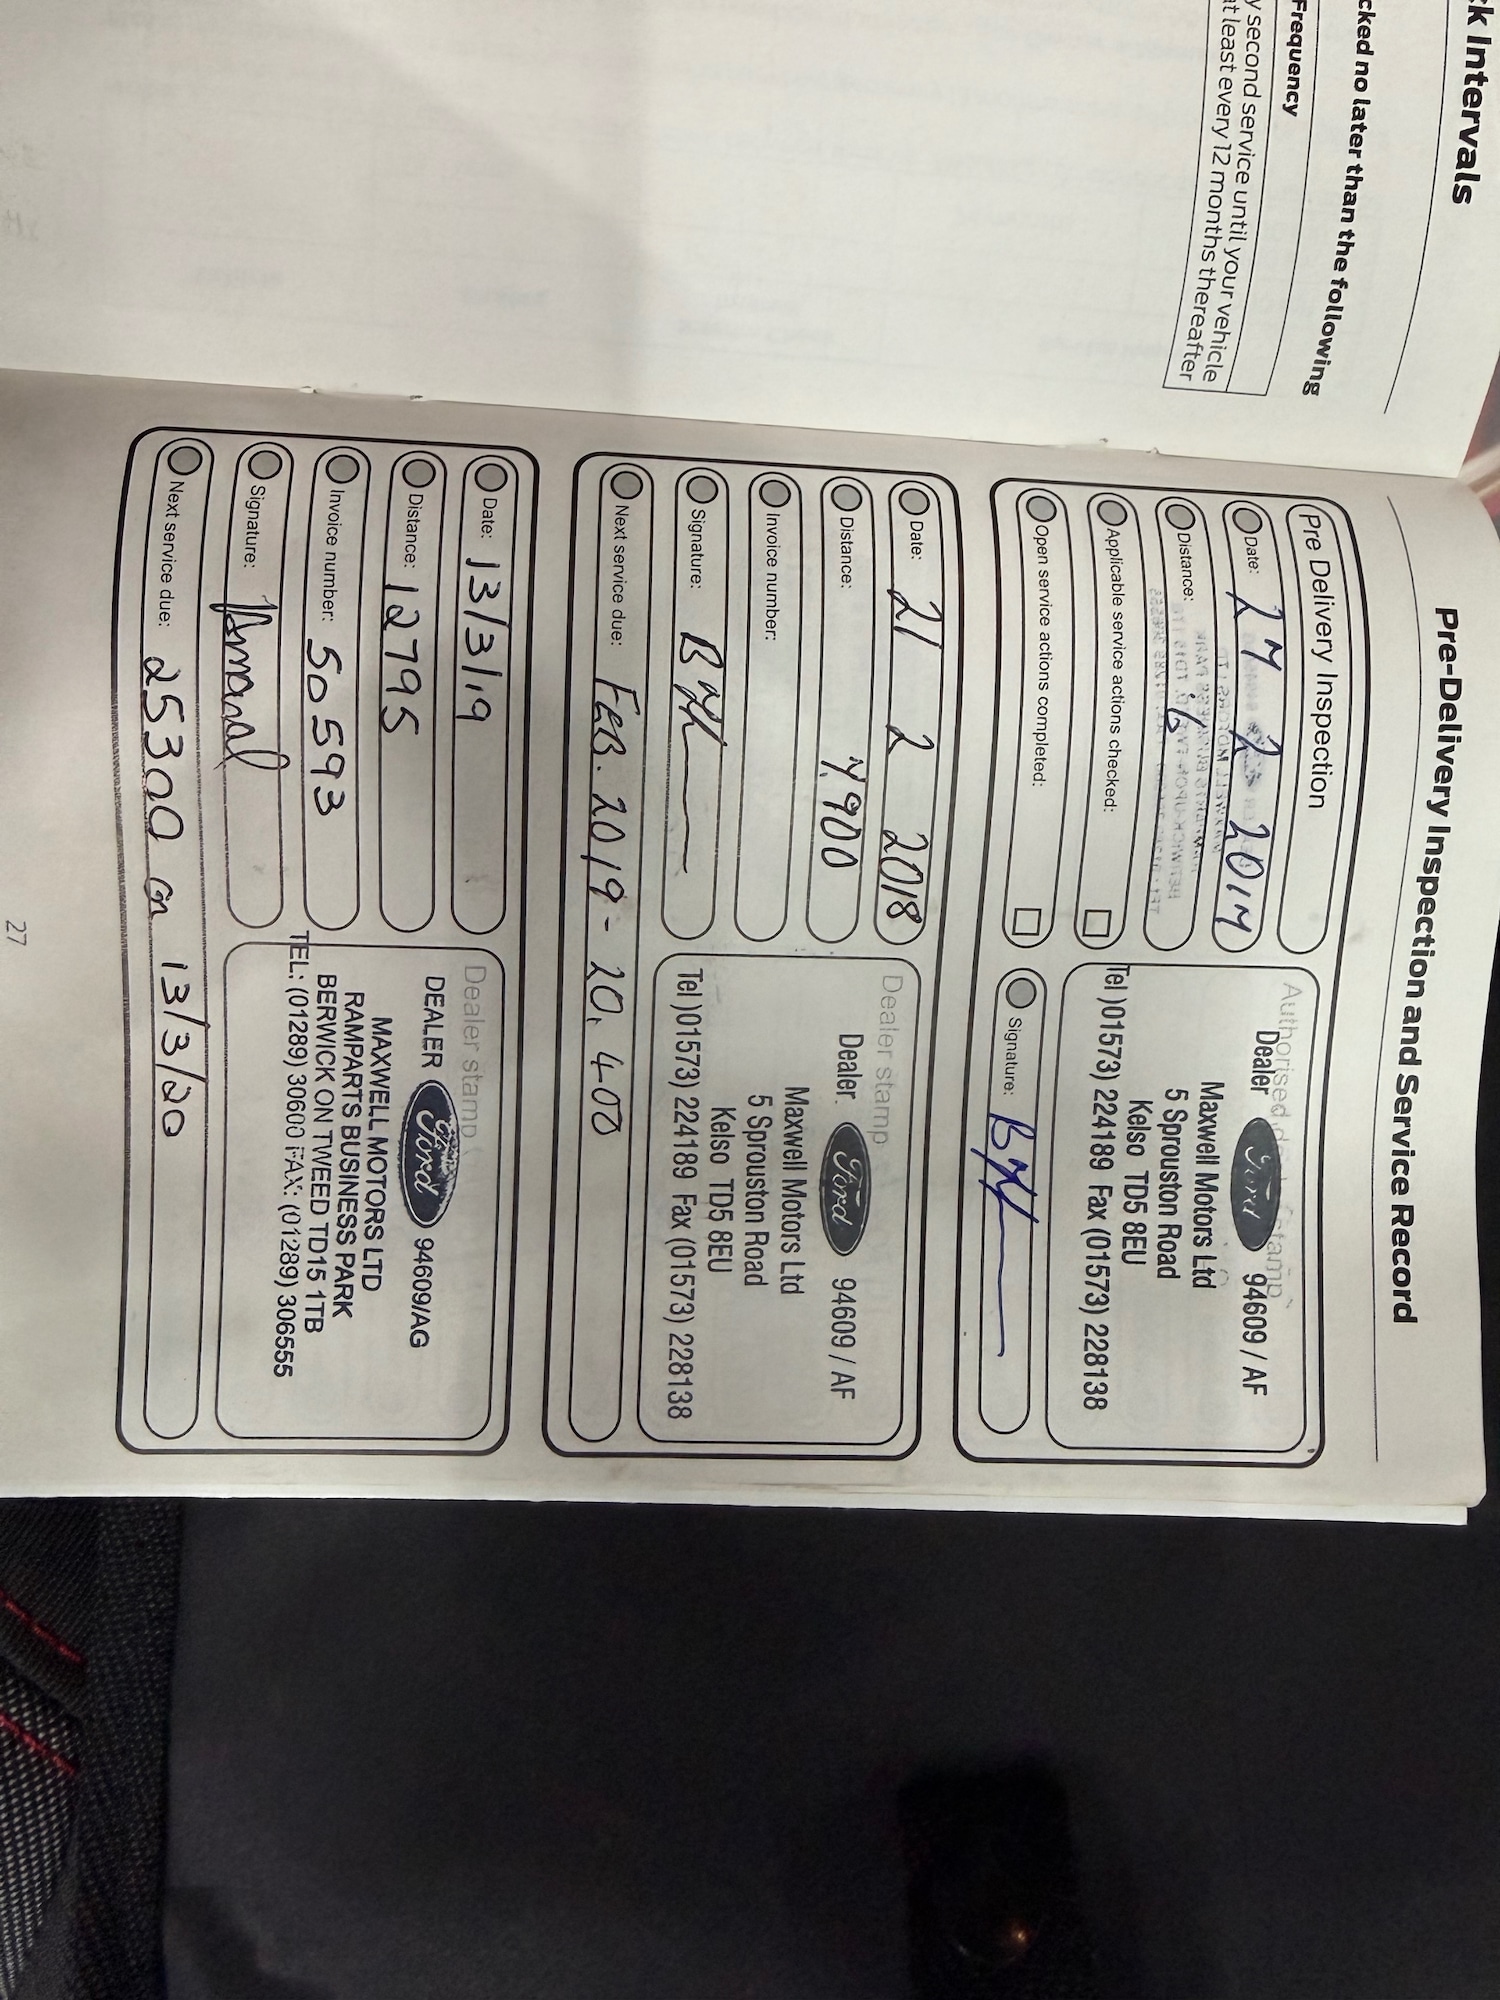 k Intervals
cked no later than the following
Frequency
y second service until your vehicle
at least every 12 months thereafter
Pre-Delivery Inspection and Service Record
Pre Delivery Inspection
Date: 27 2 2017
Distance: 6
Applicable service actions checked:
Open service actions completed:
Authorised stamp
Dealer Ford 94609 / AF
Maxwell Motors Ltd
5 Sprouston Road
Kelso TD5 8EU
Tel )01573) 224189 Fax (01573) 228138
Signature:
Date: 21 2 2018
Distance: 7,900
Invoice number:
Signature:
Dealer stamp
Dealer. Ford 94609 / AF
Maxwell Motors Ltd
5 Sprouston Road
Kelso TD5 8EU
Tel )01573) 224189 Fax (01573) 228138
Next service due: FEB. 2019 - 20,400
Date: 13/3/19
Distance: 12795
Invoice number: 50593
Signature:
Dealer stamp
DEALER Ford 94609/AG
MAXWELL MOTORS LTD
RAMPARTS BUSINESS PARK
BERWICK ON TWEED TD15 1TB
TEL: (01289) 30600 FAX: (01289) 306555
Next service due: 25300 on 13/3/20
27